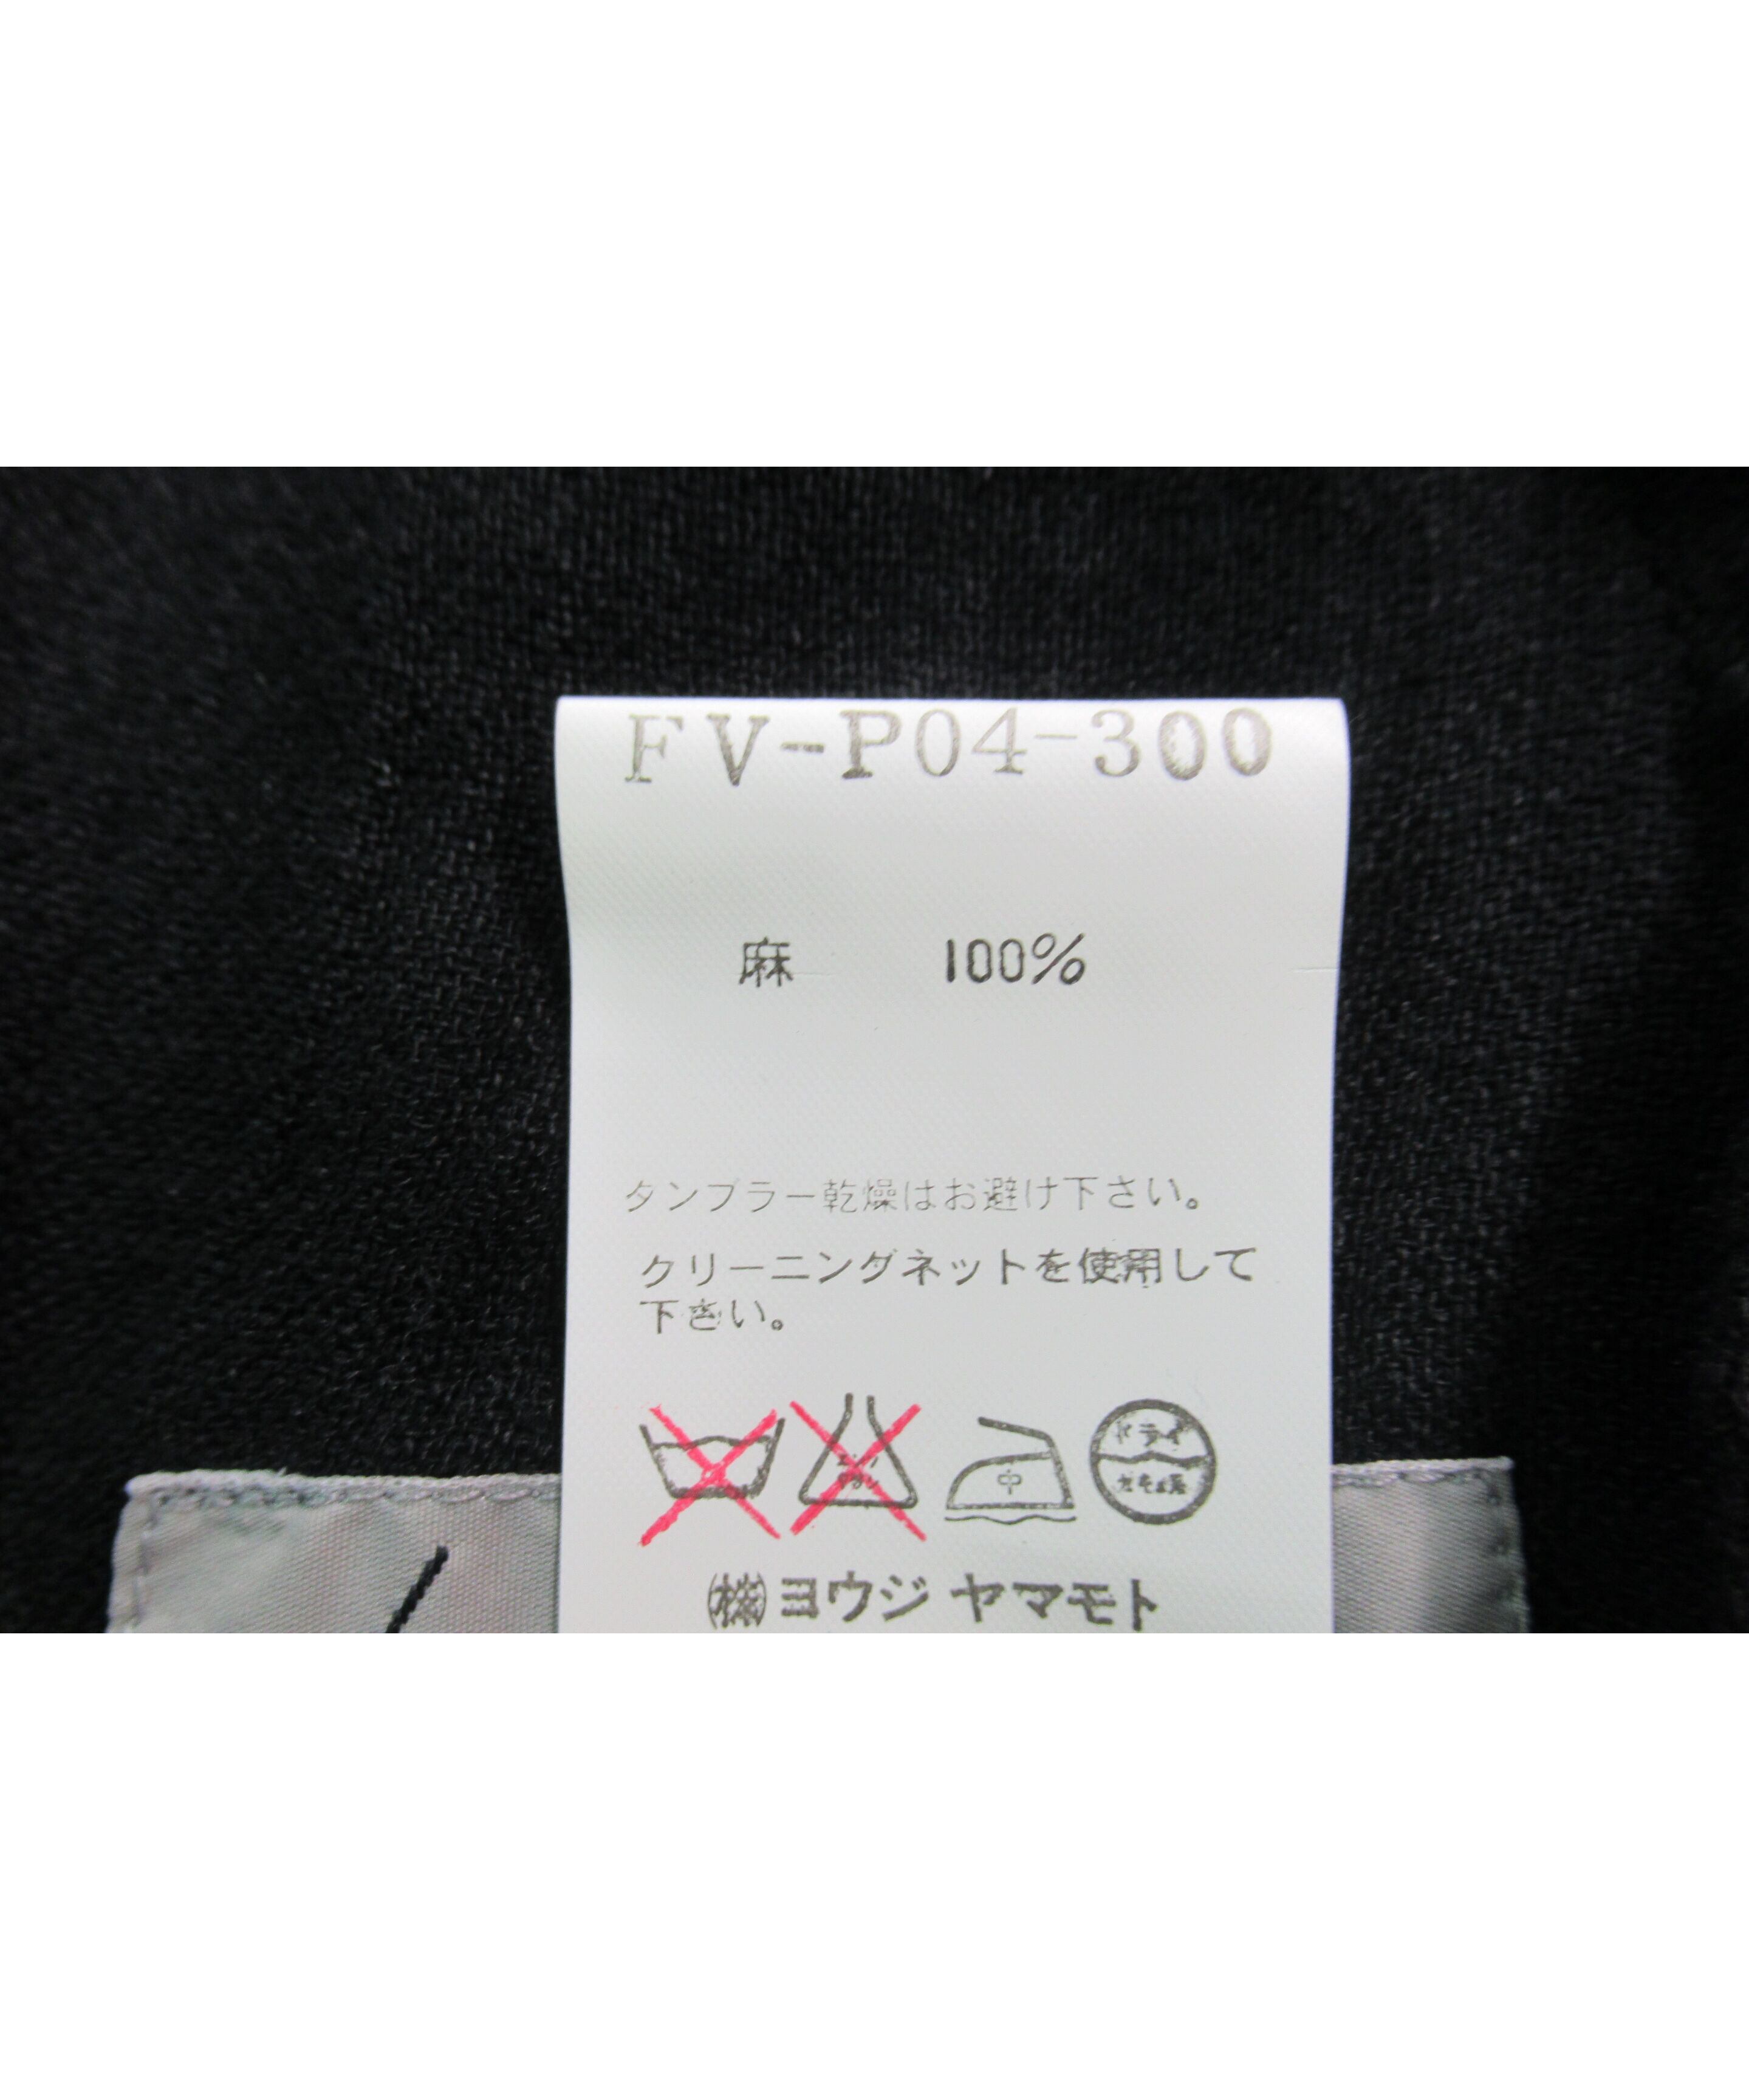 FV-P04-300
麻 100%
タンブラー乾燥はお避け下さい。
クリーニングネットを使用して
下さい。
中
ドライ
㈱ヨウジ ヤマモト